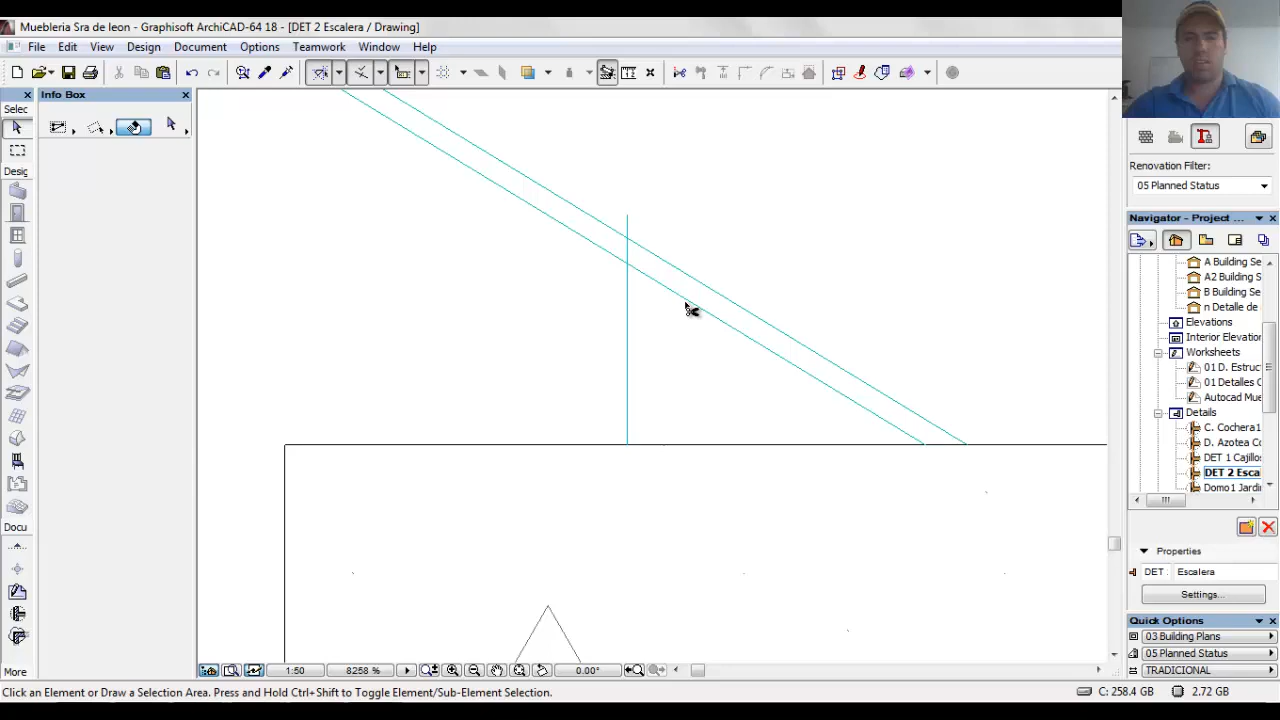 Muebleria Sra de leon - Graphisoft ArchiCAD-64 18 - [DET 2 Escalera / Drawing]
File Edit View Design Document Options Teamwork Window Help
Selec
Info Box
Desig
Docu
More
Renovation Filter:
05 Planned Status
Navigator - Project ...
A Building Se
A2 Building S
B Building Se
n Detalle de
Elevations
Interior Elevation
Worksheets
01 D. Estruc
01 Detalles C
Autocad Mue
Details
C. Cochera1
D. Azotea Co
DET 1 Cajillos
DET 2 Esca
Domo1 Jardi
Properties
DET Escalera
Settings...
Quick Options
03 Building Plans
05 Planned Status
TRADICIONAL
1:50 8258 % 0.00°
Click an Element or Draw a Selection Area. Press and Hold Ctrl+Shift to Toggle Element/Sub-Element Selection.
C: 258.4 GB 2.72 GB